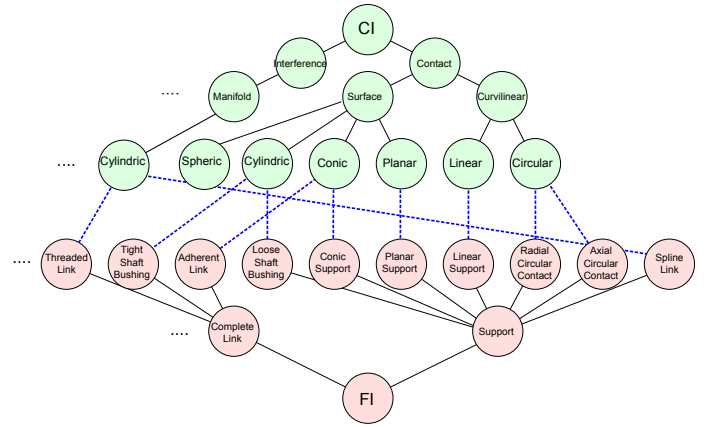 CI
Interference
Contact
....
Manifold
Surface
Curvilinear
....
Cylindric
Spheric
Cylindric
Conic
Planar
Linear
Circular
....
Threaded
Link
Tight
Shaft
Bushing
Adherent
Link
Loose
Shaft
Bushing
Conic
Support
Planar
Support
Linear
Support
Radial
Circular
Contact
Axial
Circular
Contact
Spline
Link
....
Complete
Link
Support
FI